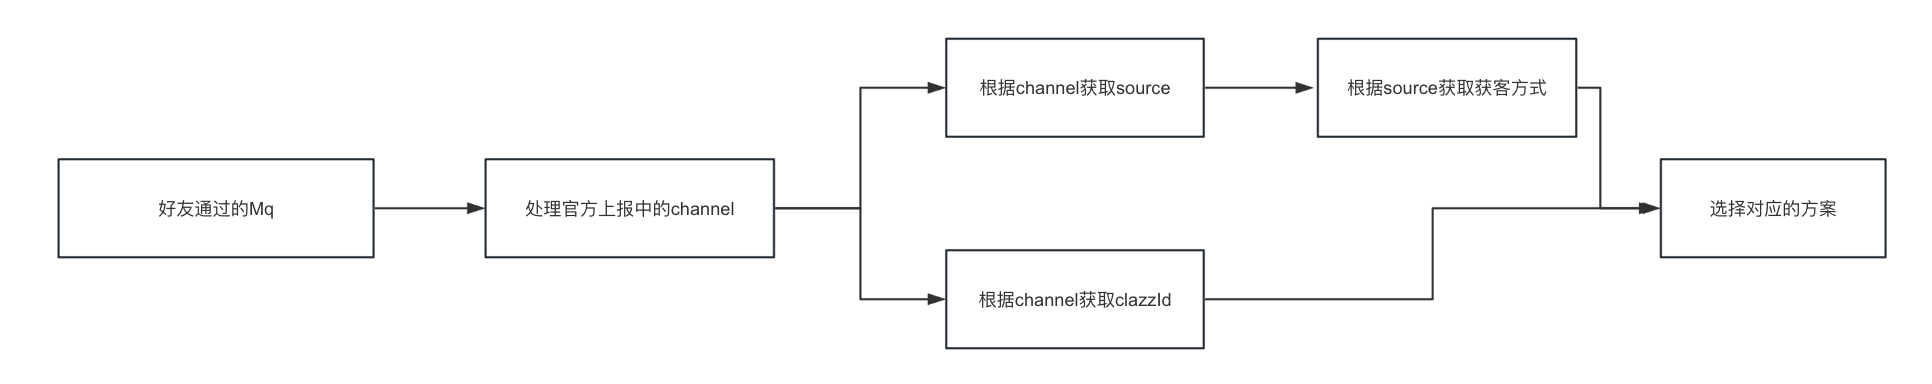 好友通过的Mq
处理官方上报中的channel
根据channel获取source
根据source获取获客方式
根据channel获取clazzId
选择对应的方案